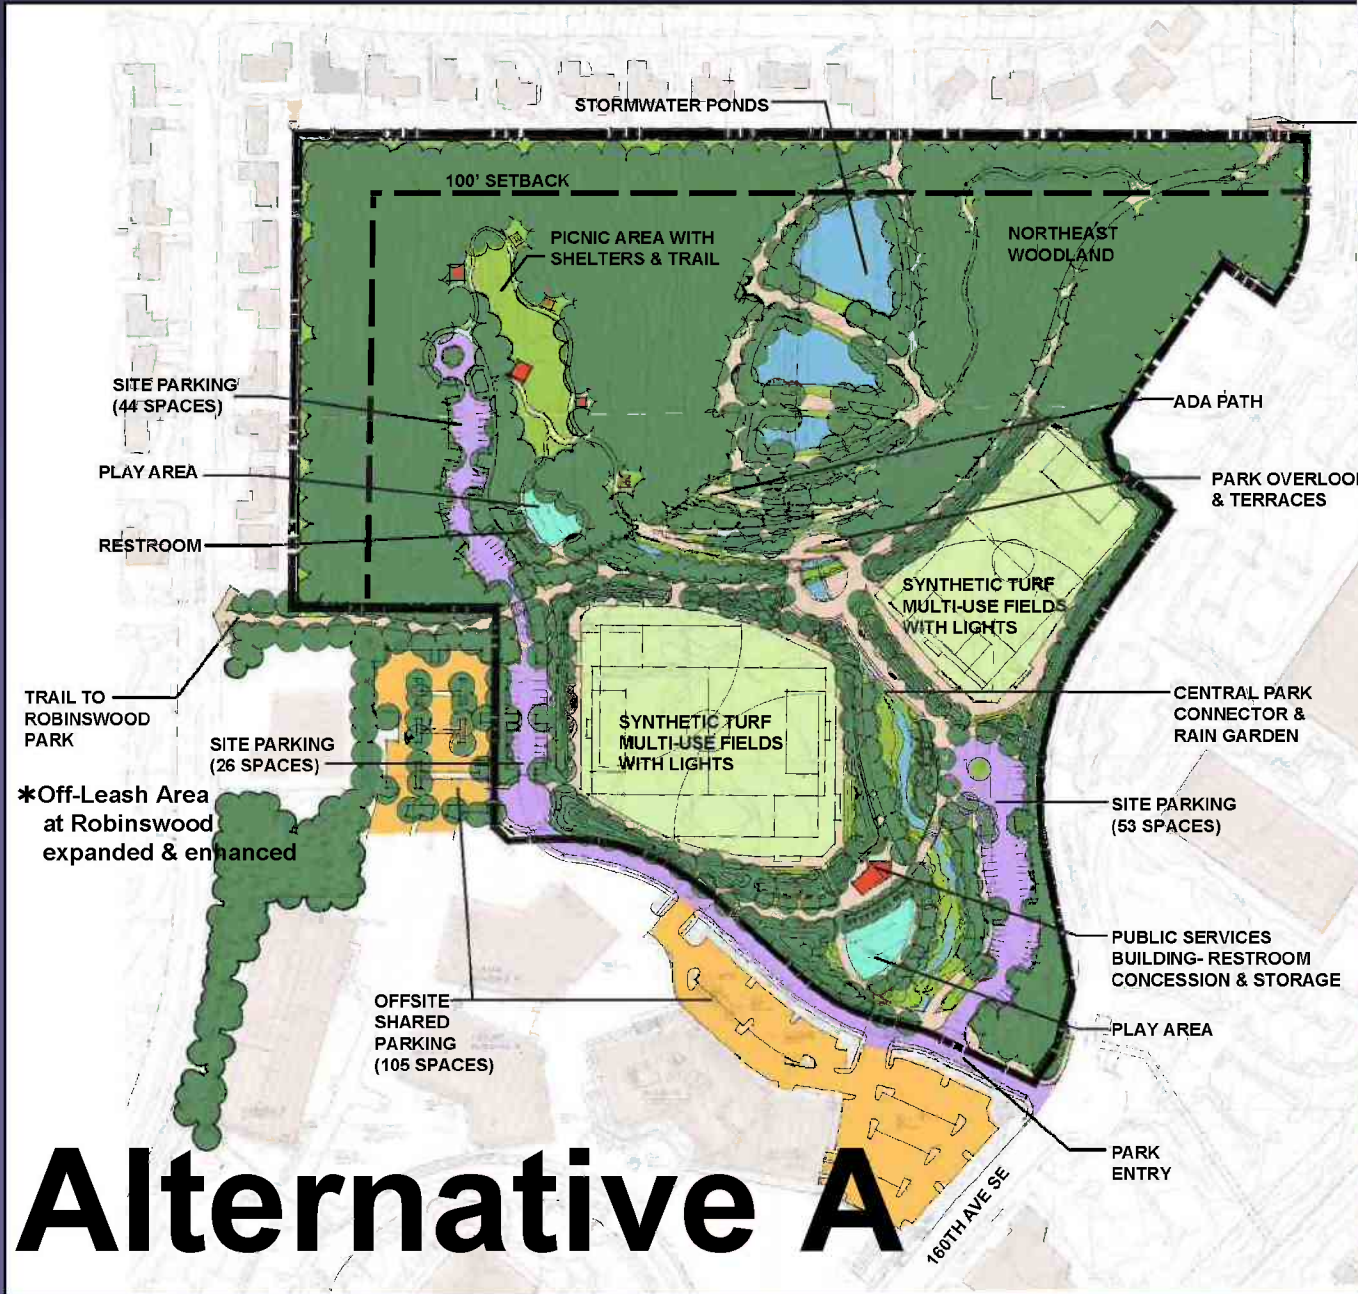 STORMWATER PONDS
100' SETBACK
PICNIC AREA WITH
SHELTERS & TRAIL
NORTHEAST
WOODLAND
SITE PARKING
(44 SPACES)
ADA PATH
PLAY AREA
PARK OVERLOO
& TERRACES
RESTROOM
SYNTHETIC TURF
MULTI-USE FIELDS
WITH LIGHTS
TRAIL TO
ROBINSWOOD
PARK
CENTRAL PARK
CONNECTOR &
RAIN GARDEN
SYNTHETIC TURF
MULTI-USE FIELDS
WITH LIGHTS
SITE PARKING
(26 SPACES)
*Off-Leash Area
at Robinswood
expanded & enhanced
SITE PARKING
(53 SPACES)
PUBLIC SERVICES
BUILDING- RESTROOM
CONCESSION & STORAGE
OFFSITE
SHARED
PARKING
(105 SPACES)
PLAY AREA
PARK
ENTRY
160TH AVE SE
Alternative A